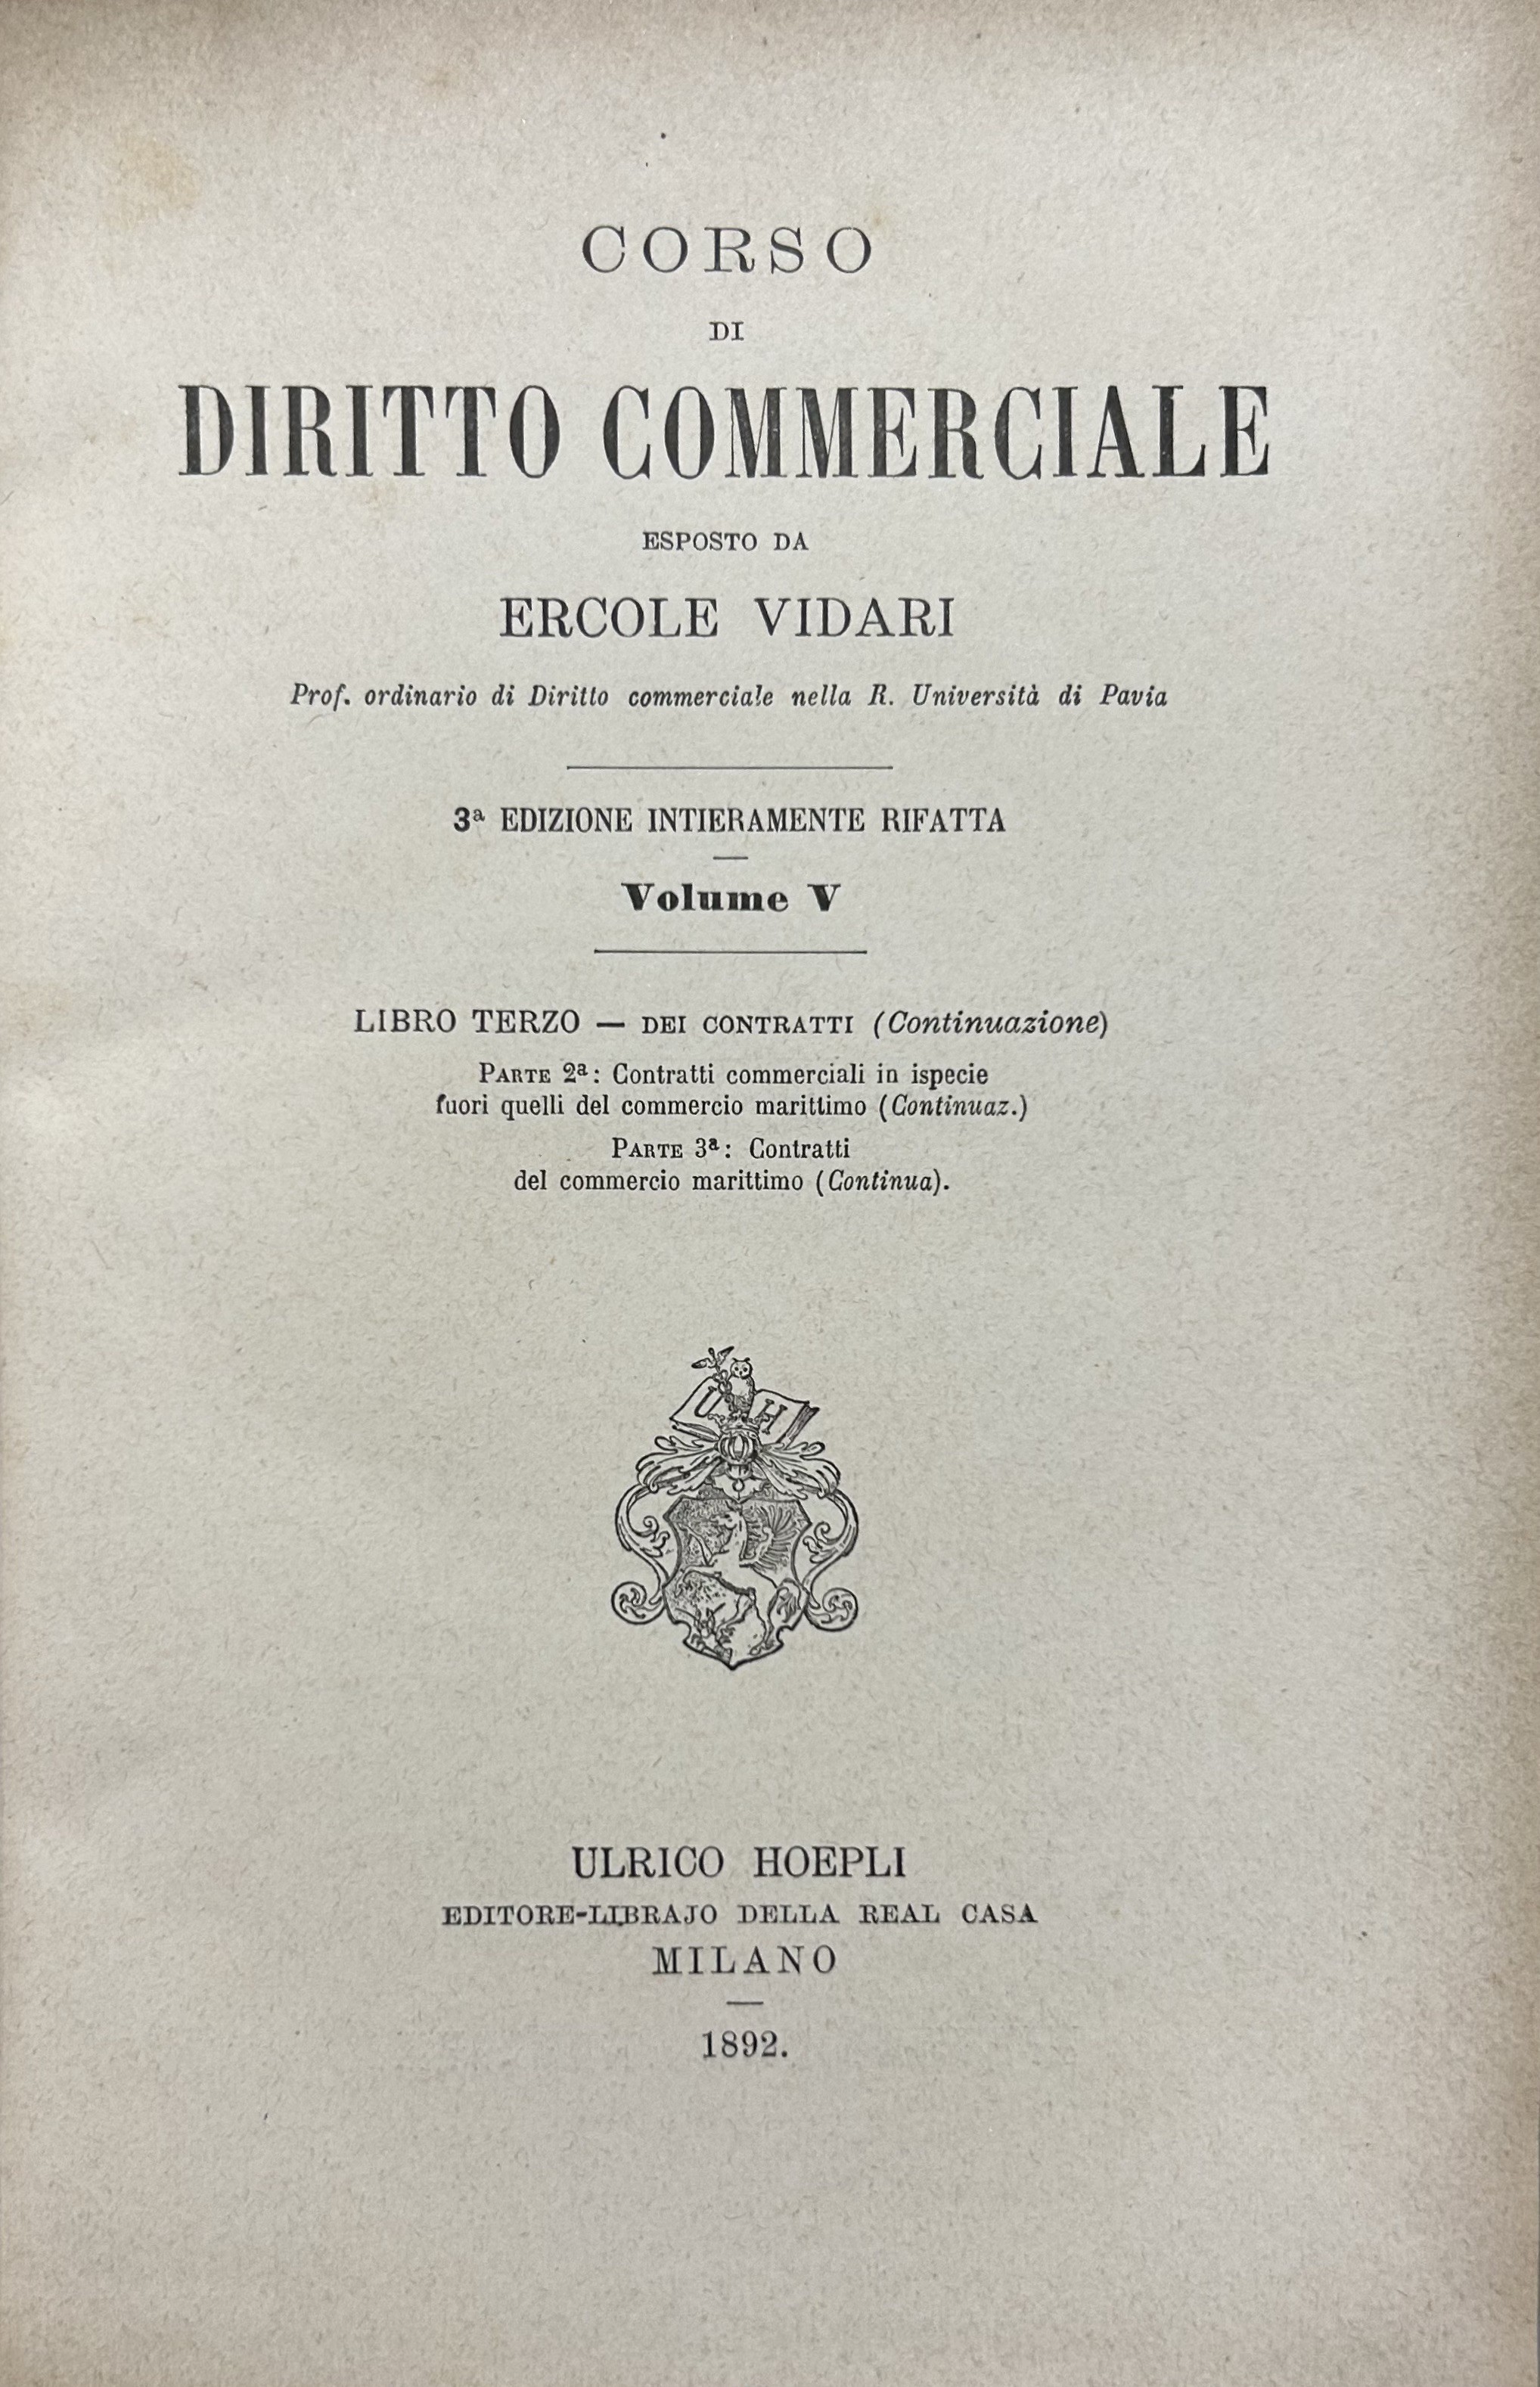 CORSO
DI
DIRITTO COMMERCIALE
ESPOSTO DA
ERCOLE VIDARI
Prof. ordinario di Diritto commerciale nella R. Università di Pavia
3ª EDIZIONE INTIERAMENTE RIFATTA
Volume V
LIBRO TERZO — DEI CONTRATTI (Continuazione)
PARTE 2ª: Contratti commerciali in ispecie
fuori quelli del commercio marittimo (Continuaz.)
PARTE 3ª: Contratti
del commercio marittimo (Continua).
U H
ULRICO HOEPLI
EDITORE-LIBRAJO DELLA REAL CASA
MILANO
1892.